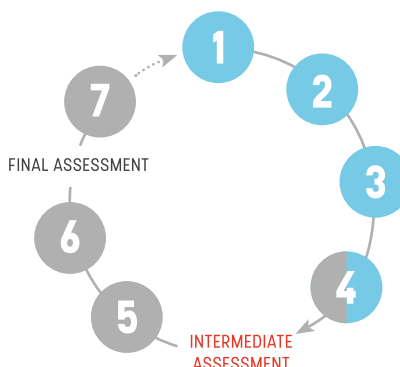 1
2
3
4
INTERMEDIATE
ASSESSMENT
5
6
FINAL ASSESSMENT
7